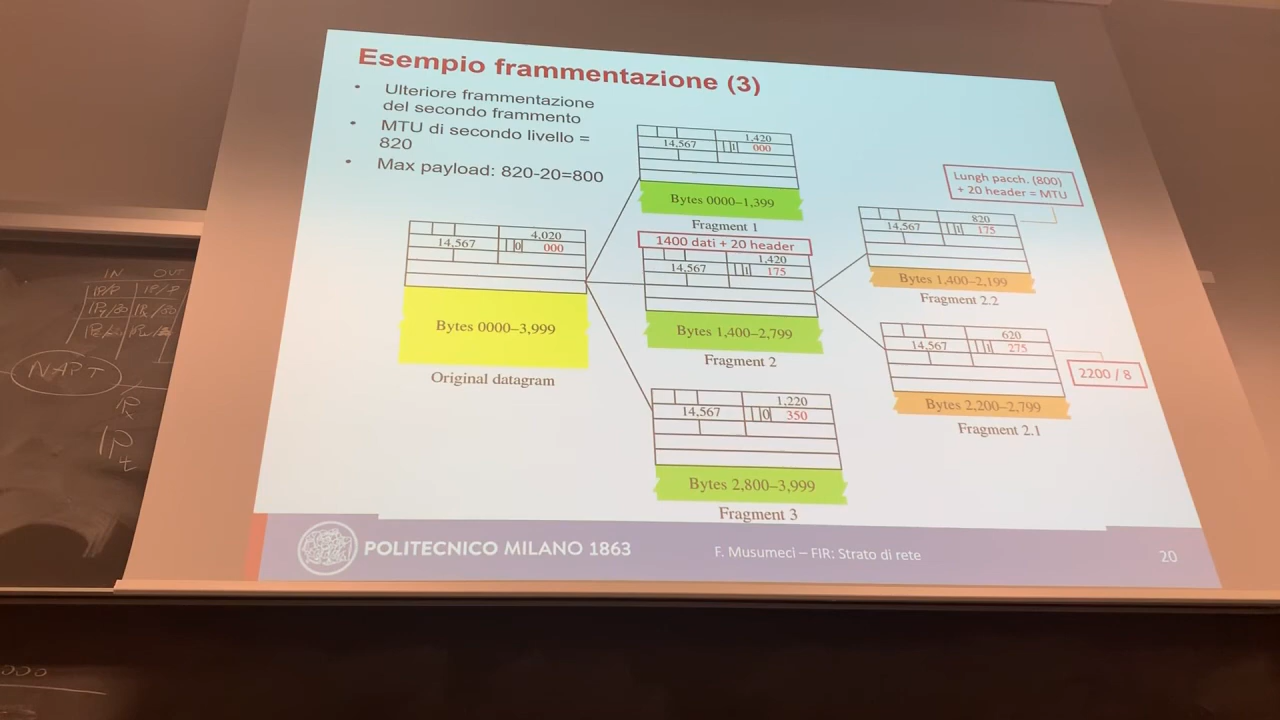 Esempio frammentazione (3)
• Ulteriore frammentazione
del secondo frammento
• MTU di secondo livello =
820
• Max payload: 820-20=800
4,020
14,567 0 000
Bytes 0000–3,999
Original datagram
1,420
14,567 1 000
Bytes 0000–1,399
Fragment 1
1400 dati + 20 header
1,420
14,567 1 175
Bytes 1,400–2,799
Fragment 2
1,220
14,567 0 350
Bytes 2,800–3,999
Fragment 3
Lungh pacch. (800)
+ 20 header = MTU
820
14,567 1 175
Bytes 1,400–2,199
Fragment 2.2
620
14,567 1 275
2200 / 8
Bytes 2,200–2,799
Fragment 2.1
POLITECNICO MILANO 1863
F. Musumeci – FIR: Strato di rete
20
IN OUT
NAPT